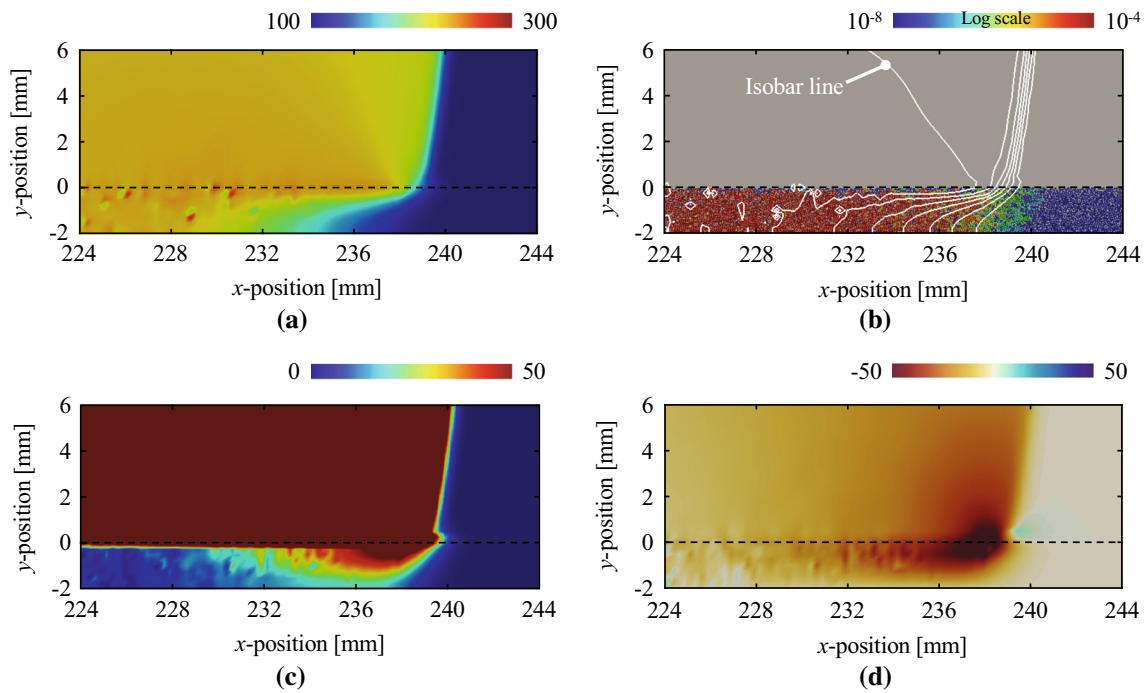 100 300
6
4
2
0
-2
y-position [mm]
224 228 232 236 240 244
x-position [mm]
(a)
10-8 Log scale 10-4
6
4
2
0
-2
y-position [mm]
Isobar line
224 228 232 236 240 244
x-position [mm]
(b)
0 50
6
4
2
0
-2
y-position [mm]
224 228 232 236 240 244
x-position [mm]
(c)
-50 50
6
4
2
0
-2
y-position [mm]
224 228 232 236 240 244
x-position [mm]
(d)